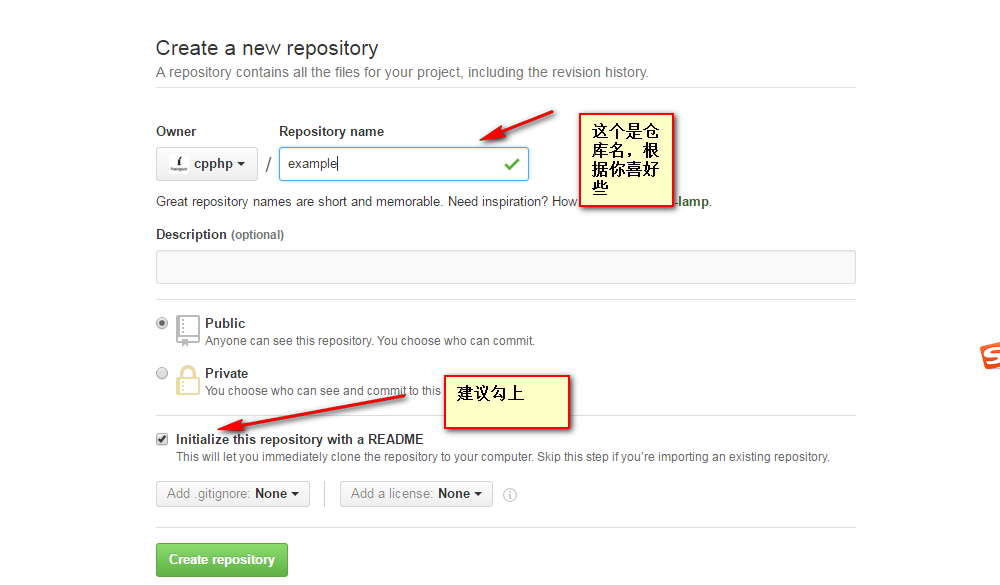 Create a new repository
A repository contains all the files for your project, including the revision history.
Owner
Repository name
cpphp / example
这个是仓
库名，根
据你喜好
些
Great repository names are short and memorable. Need inspiration? How -lamp.
Description (optional)
Public
Anyone can see this repository. You choose who can commit.
Private
You choose who can see and commit to this
建议勾上
Initialize this repository with a README
This will let you immediately clone the repository to your computer. Skip this step if you're importing an existing repository.
Add .gitignore: None
Add a license: None
Create repository